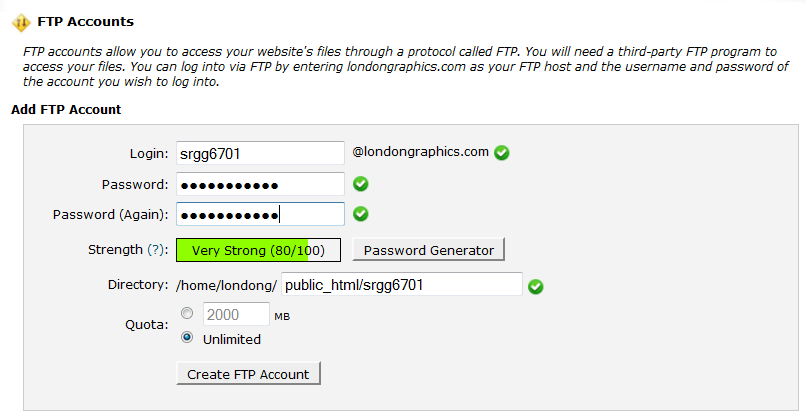 FTP Accounts
FTP accounts allow you to access your website's files through a protocol called FTP. You will need a third-party FTP program to
access your files. You can log into via FTP by entering londongraphics.com as your FTP host and the username and password of
the account you wish to log into.
Add FTP Account
Login: srgg6701 @londongraphics.com
Password: ●●●●●●●●●●●
Password (Again): ●●●●●●●●●●●
Strength (?): Very Strong (80/100) Password Generator
Directory: /home/londong/ public_html/srgg6701
Quota: 2000 MB
Unlimited
Create FTP Account